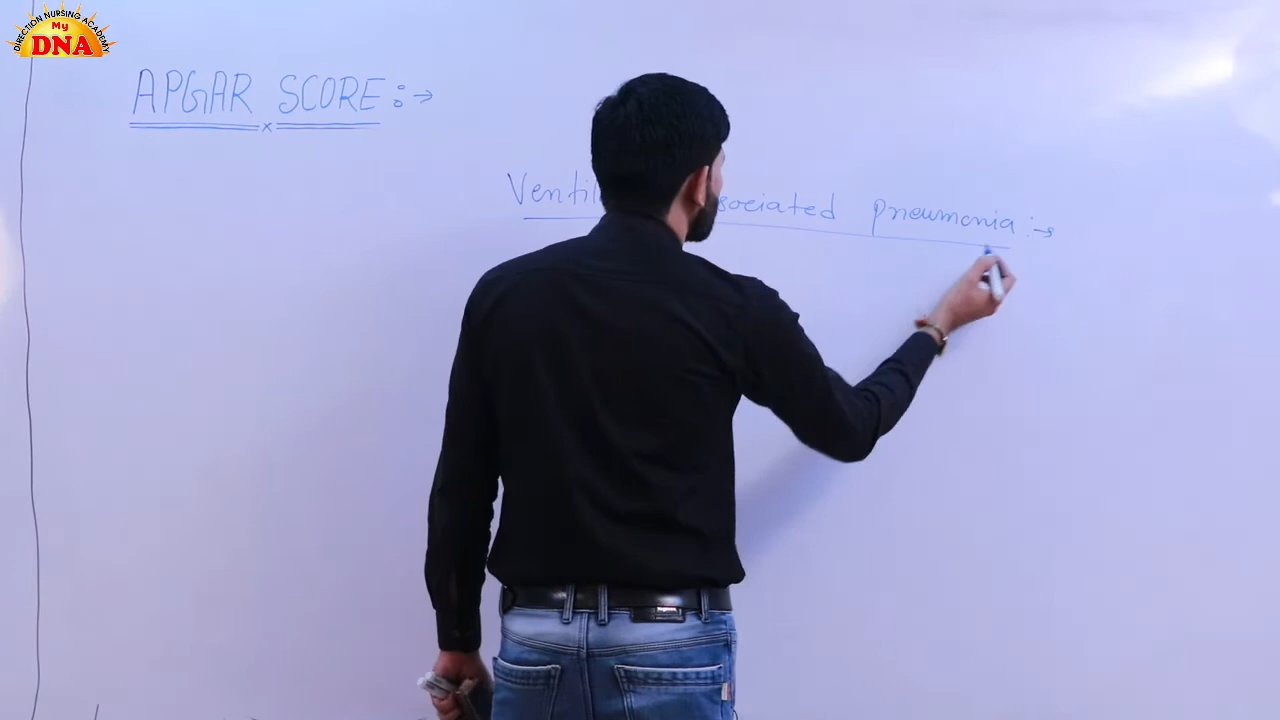 DIRECTION NURSING ACADEMY
My
DNA
APGAR SCORE :→
Ventil sociated pneumonia :→